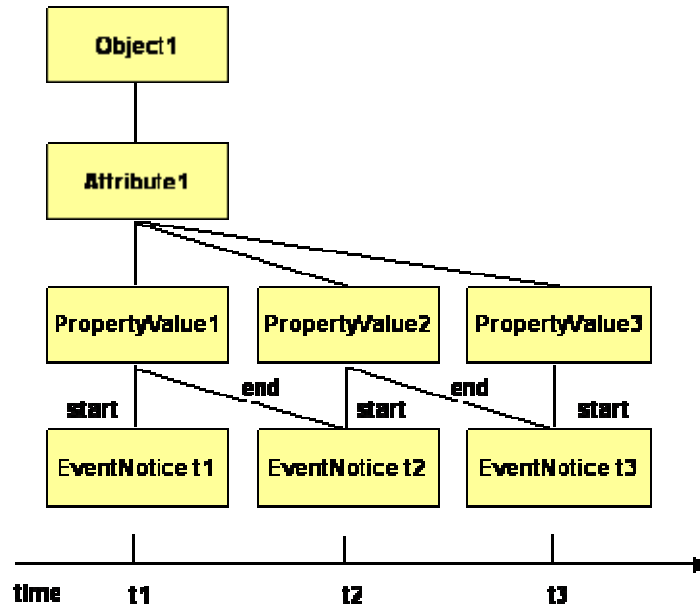 Object1
Attribute1
PropertyValue1 PropertyValue2 PropertyValue3
end end
start start start
EventNotice t1 EventNotice t2 EventNotice t3
time t1 t2 t3